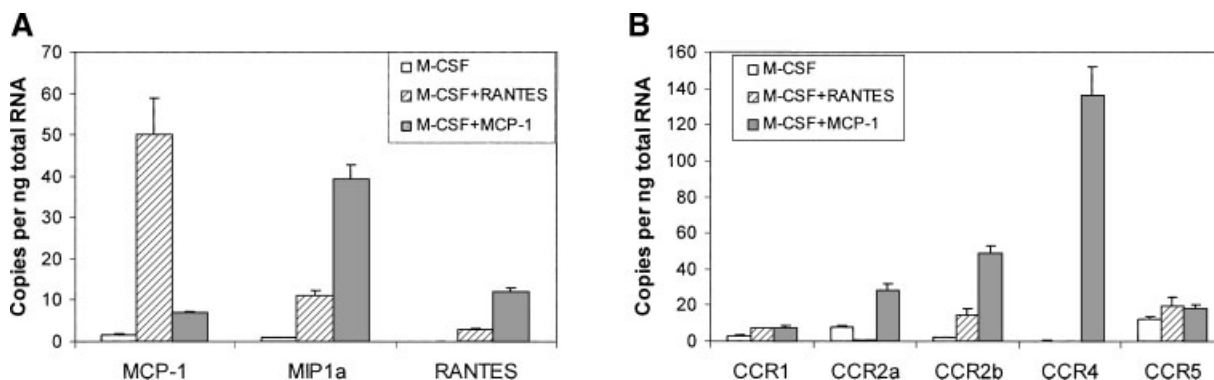 A
Copies per ng total RNA
70
60
50
40
30
20
10
0
M-CSF
M-CSF+RANTES
M-CSF+MCP-1
MCP-1 MIP1a RANTES
B
Copies per ng total RNA
160
140
120
100
80
60
40
20
0
M-CSF
M-CSF+RANTES
M-CSF+MCP-1
CCR1 CCR2a CCR2b CCR4 CCR5